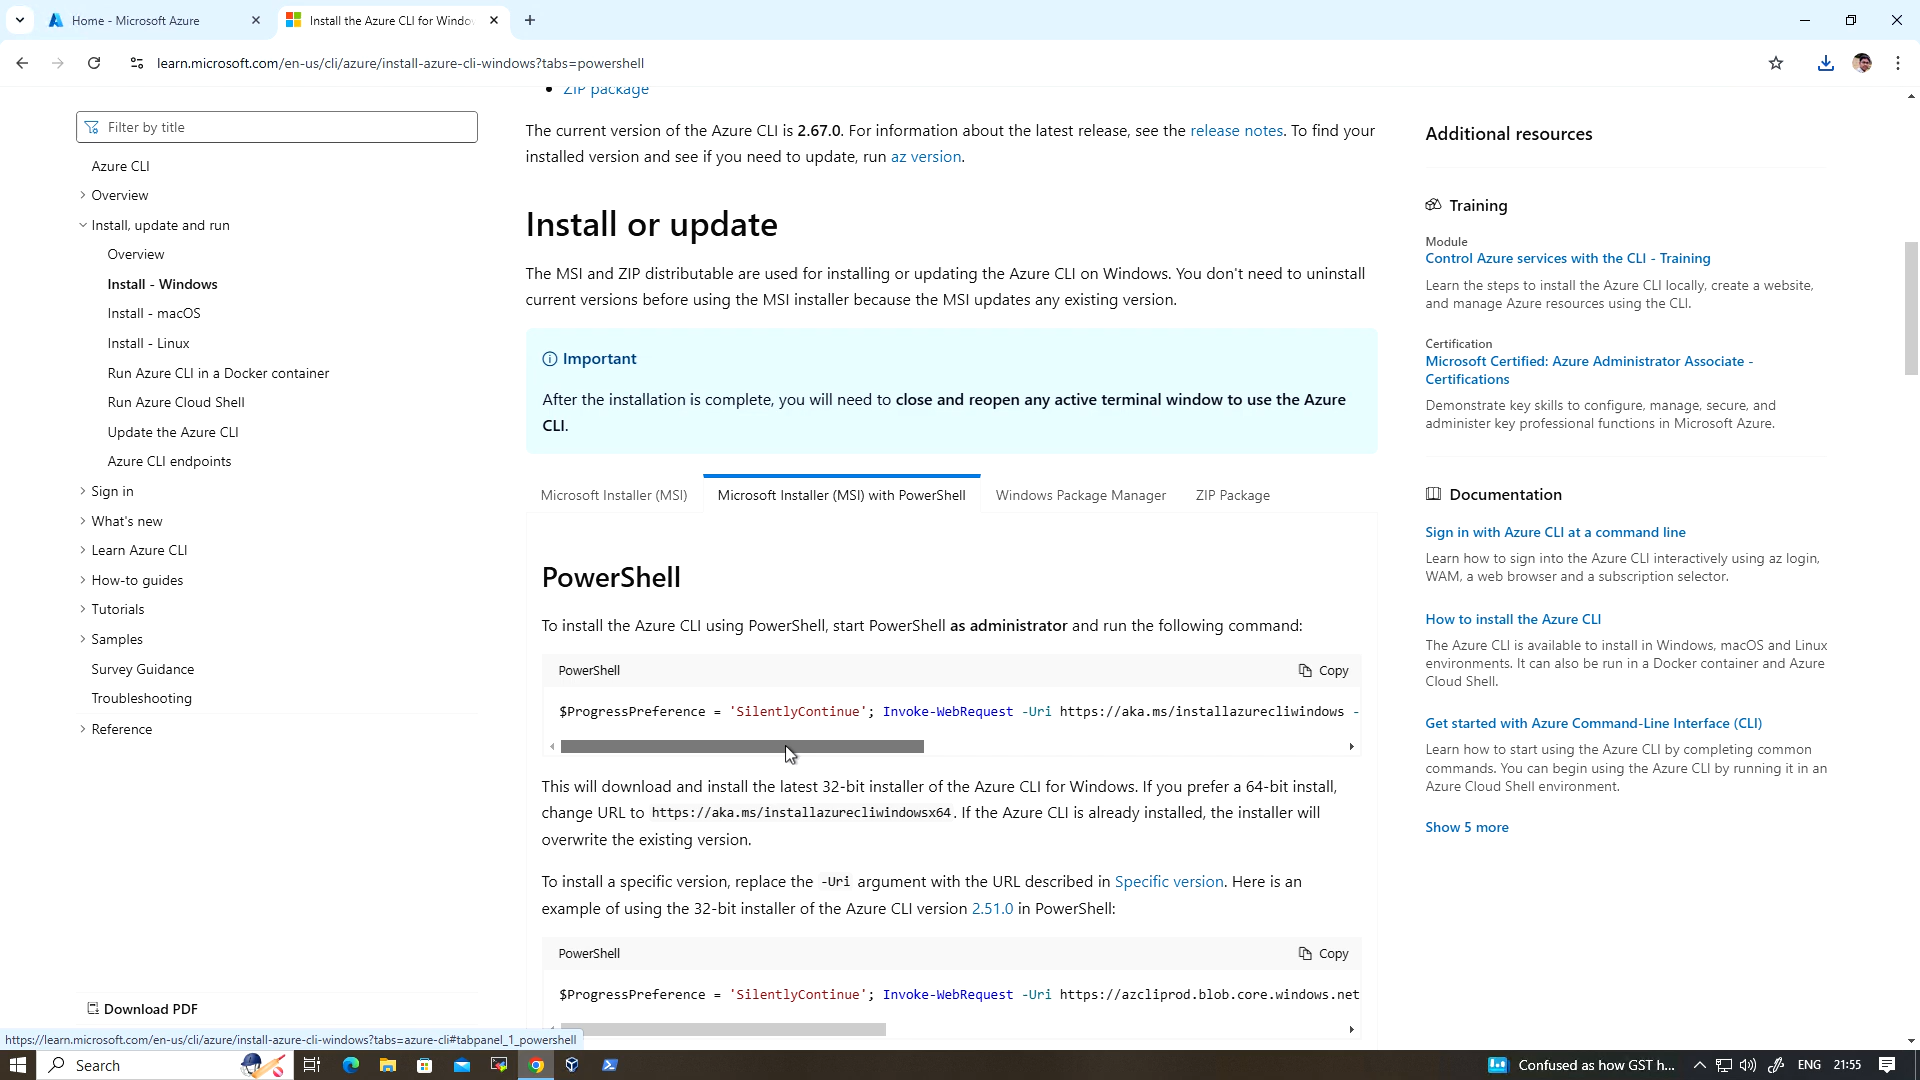 Home - Microsoft Azure
Install the Azure CLI for Windo
learn.microsoft.com/en-us/cli/azure/install-azure-cli-windows?tabs=powershell
Filter by title
Azure CLI
Overview
Install, update and run
Overview
Install - Windows
Install - macOS
Install - Linux
Run Azure CLI in a Docker container
Run Azure Cloud Shell
Update the Azure CLI
Azure CLI endpoints
Sign in
What's new
Learn Azure CLI
How-to guides
Tutorials
Samples
Survey Guidance
Troubleshooting
Reference
Download PDF
• ZIP package
The current version of the Azure CLI is 2.67.0. For information about the latest release, see the release notes. To find your
installed version and see if you need to update, run az version.
Install or update
The MSI and ZIP distributable are used for installing or updating the Azure CLI on Windows. You don't need to uninstall
current versions before using the MSI installer because the MSI updates any existing version.
Important
After the installation is complete, you will need to close and reopen any active terminal window to use the Azure
CLI.
Microsoft Installer (MSI) Microsoft Installer (MSI) with PowerShell Windows Package Manager ZIP Package
PowerShell
To install the Azure CLI using PowerShell, start PowerShell as administrator and run the following command:
PowerShell Copy
$ProgressPreference = 'SilentlyContinue'; Invoke-WebRequest -Uri https://aka.ms/installazurecliwindows -
This will download and install the latest 32-bit installer of the Azure CLI for Windows. If you prefer a 64-bit install,
change URL to https://aka.ms/installazurecliwindowsx64. If the Azure CLI is already installed, the installer will
overwrite the existing version.
To install a specific version, replace the -Uri argument with the URL described in Specific version. Here is an
example of using the 32-bit installer of the Azure CLI version 2.51.0 in PowerShell:
PowerShell Copy
$ProgressPreference = 'SilentlyContinue'; Invoke-WebRequest -Uri https://azcliprod.blob.core.windows.net
Additional resources
Training
Module
Control Azure services with the CLI - Training
Learn the steps to install the Azure CLI locally, create a website,
and manage Azure resources using the CLI.
Certification
Microsoft Certified: Azure Administrator Associate -
Certifications
Demonstrate key skills to configure, manage, secure, and
administer key professional functions in Microsoft Azure.
Documentation
Sign in with Azure CLI at a command line
Learn how to sign into the Azure CLI interactively using az login,
WAM, a web browser and a subscription selector.
How to install the Azure CLI
The Azure CLI is available to install in Windows, macOS and Linux
environments. It can also be run in a Docker container and Azure
Cloud Shell.
Get started with Azure Command-Line Interface (CLI)
Learn how to start using the Azure CLI by completing common
commands. You can begin using the Azure CLI by running it in an
Azure Cloud Shell environment.
Show 5 more
https://learn.microsoft.com/en-us/cli/azure/install-azure-cli-windows?tabs=azure-cli#tabpanel_1_powershell
Search
Confused as how GST h...
ENG
21:55